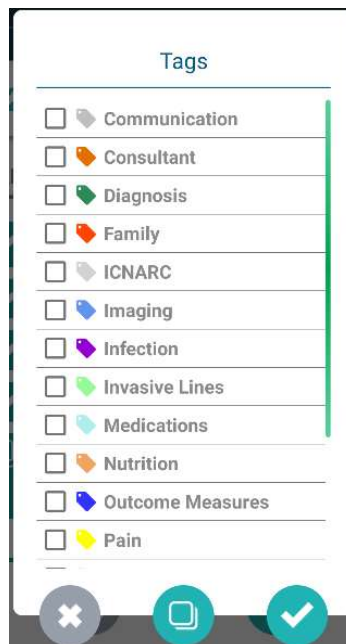 Tags
Communication
Consultant
Diagnosis
Family
ICNARC
Imaging
Infection
Invasive Lines
Medications
Nutrition
Outcome Measures
Pain